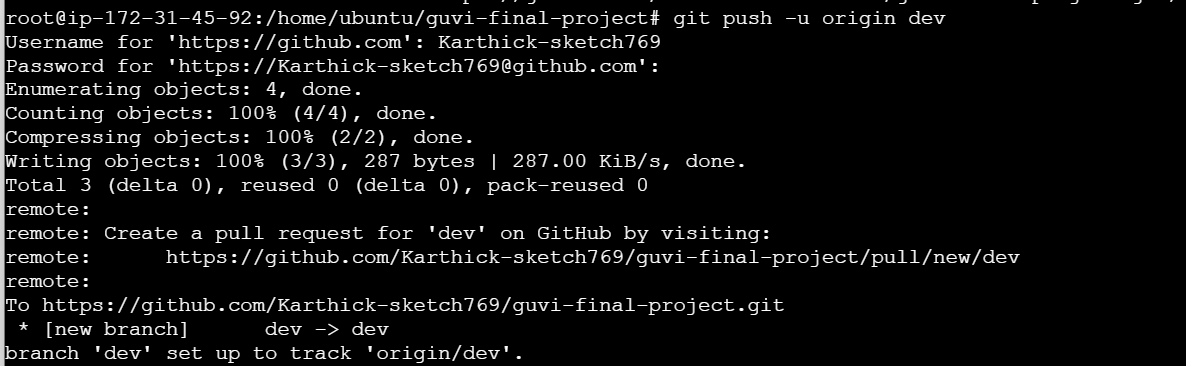 root@ip-172-31-45-92:/home/ubuntu/guvi-final-project# git push -u origin dev
Username for 'https://github.com': Karthick-sketch769
Password for 'https://Karthick-sketch769@github.com':
Enumerating objects: 4, done.
Counting objects: 100% (4/4), done.
Compressing objects: 100% (2/2), done.
Writing objects: 100% (3/3), 287 bytes | 287.00 KiB/s, done.
Total 3 (delta 0), reused 0 (delta 0), pack-reused 0
remote:
remote: Create a pull request for 'dev' on GitHub by visiting:
remote:      https://github.com/Karthick-sketch769/guvi-final-project/pull/new/dev
remote:
To https://github.com/Karthick-sketch769/guvi-final-project.git
 * [new branch]      dev -> dev
branch 'dev' set up to track 'origin/dev'.